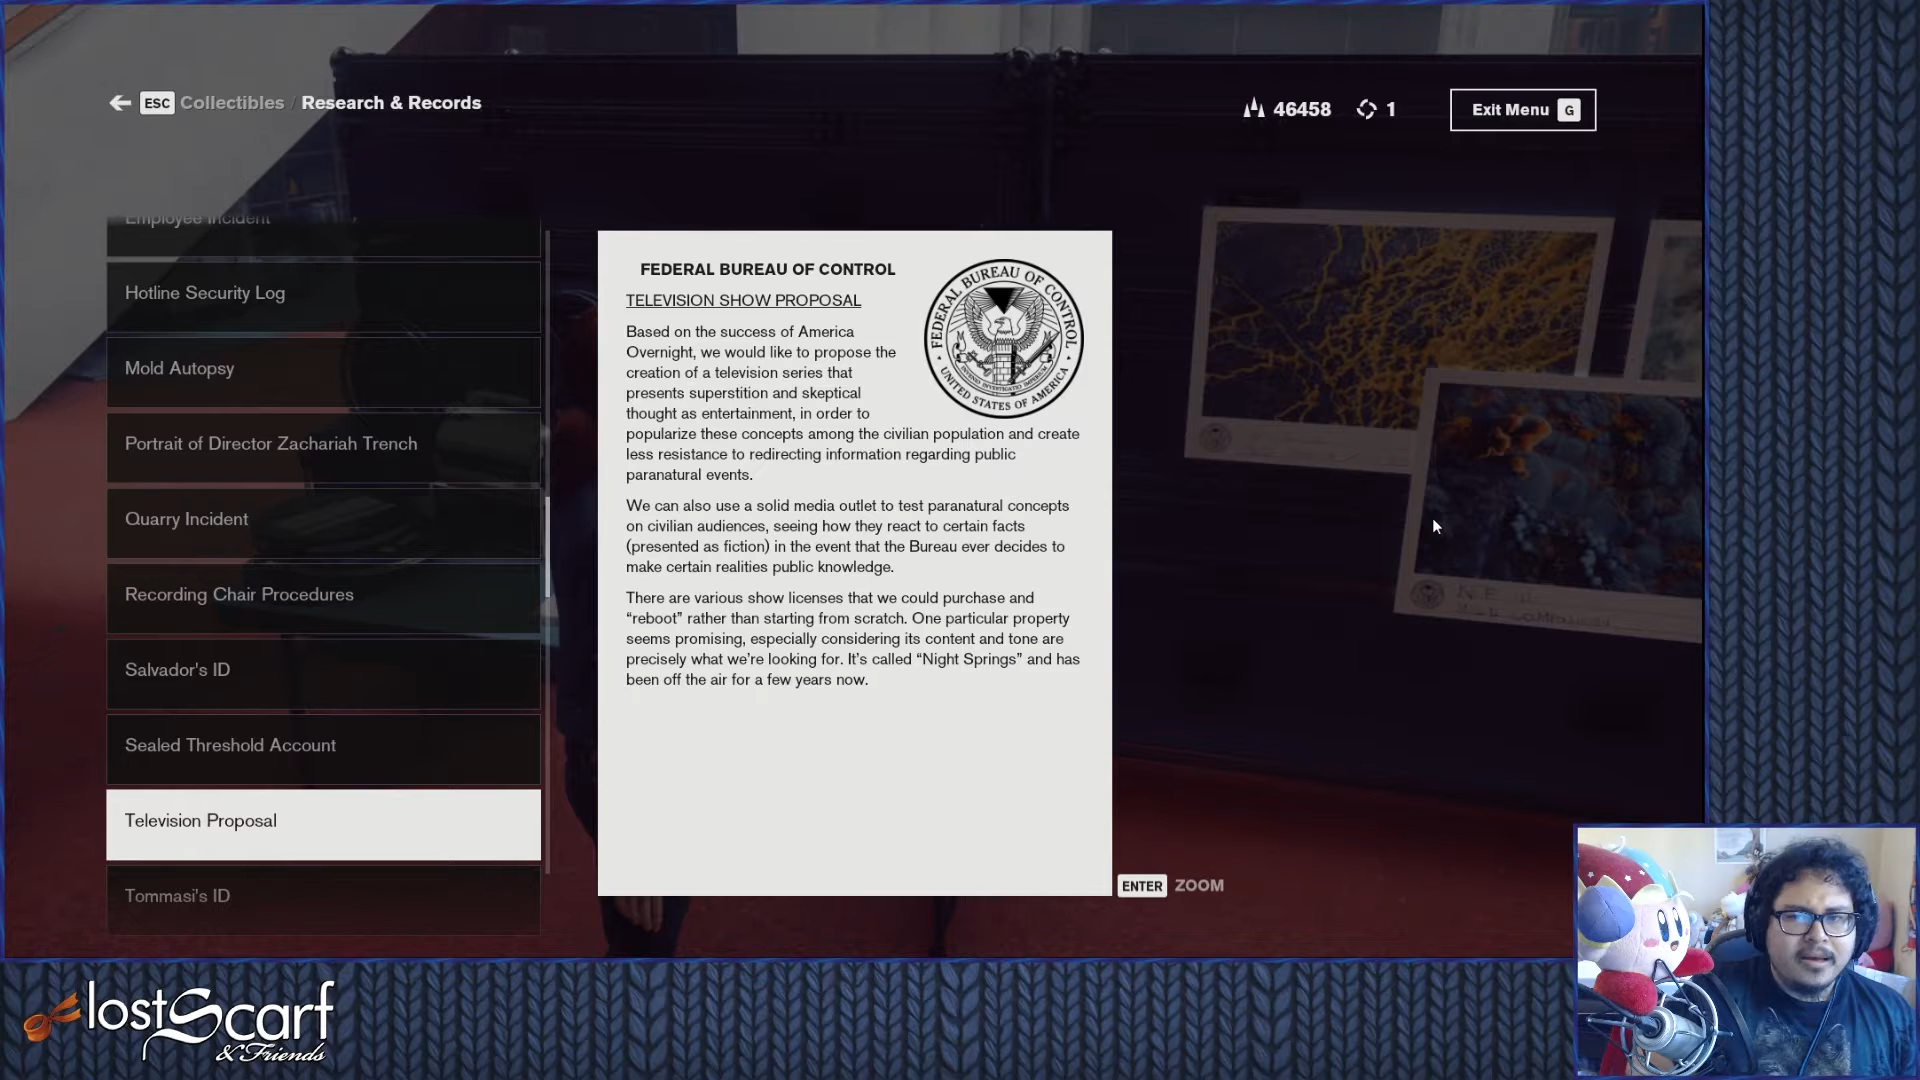 ESC Collectibles / Research & Records
46458
1
Exit Menu G
Employee Incident
Hotline Security Log
Mold Autopsy
Portrait of Director Zachariah Trench
Quarry Incident
Recording Chair Procedures
Salvador's ID
Sealed Threshold Account
Television Proposal
Tommasi's ID
FEDERAL BUREAU OF CONTROL
TELEVISION SHOW PROPOSAL
Based on the success of America
Overnight, we would like to propose the
creation of a television series that
presents superstition and skeptical
thought as entertainment, in order to
popularize these concepts among the civilian population and create
less resistance to redirecting information regarding public
paranatural events.
We can also use a solid media outlet to test paranatural concepts
on civilian audiences, seeing how they react to certain facts
(presented as fiction) in the event that the Bureau ever decides to
make certain realities public knowledge.
There are various show licenses that we could purchase and
“reboot” rather than starting from scratch. One particular property
seems promising, especially considering its content and tone are
precisely what we’re looking for. It’s called “Night Springs” and has
been off the air for a few years now.
FEDERAL BUREAU OF CONTROL
UNITED STATES OF AMERICA
ENTER ZOOM
lostScarf
& Friends